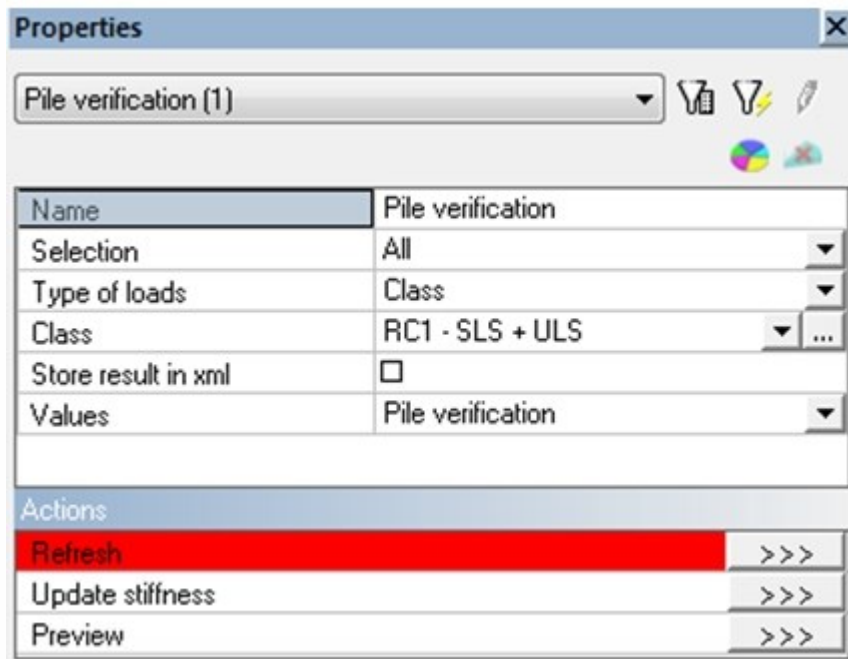 Properties
Pile verification (1)
Name Pile verification
Selection All
Type of loads Class
Class RC1 - SLS + ULS ...
Store result in xml
Values Pile verification
Actions
Refresh >>>
Update stiffness >>>
Preview >>>